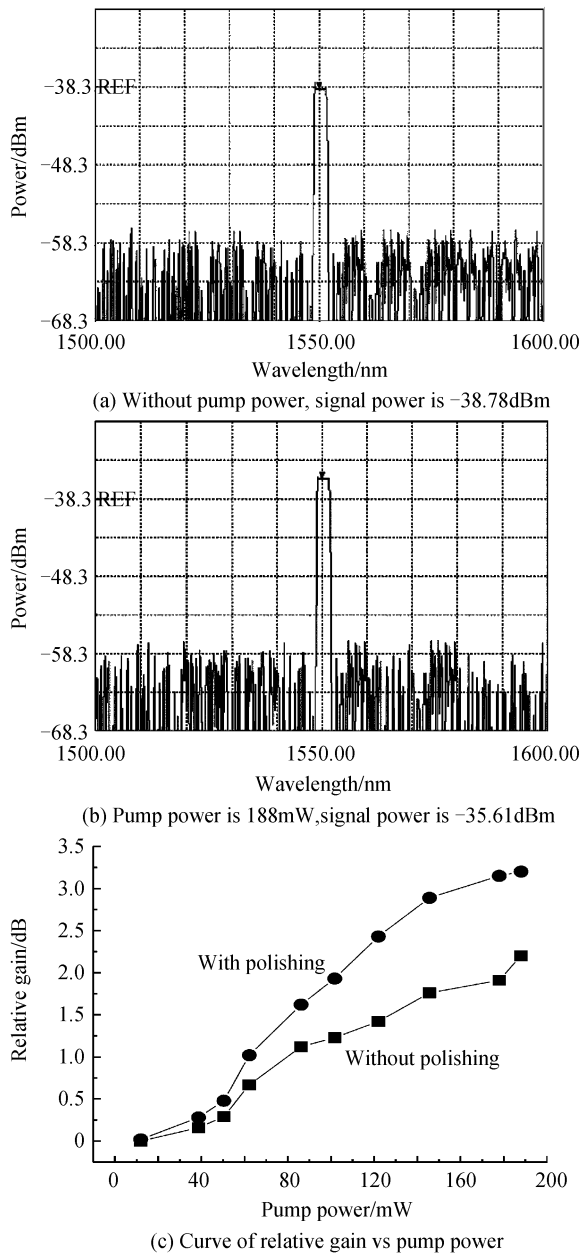 Power/dBm
−38.3 REF
−48.3
−58.3
−68.3
1500.00 1550.00 1600.00
Wavelength/nm
(a) Without pump power, signal power is −38.78dBm
Power/dBm
−38.3 REF
−48.3
−58.3
−68.3
1500.00 1550.00 1600.00
Wavelength/nm
(b) Pump power is 188mW,signal power is −35.61dBm
Relative gain/dB
3.5
3.0
2.5
2.0
1.5
1.0
0.5
0
With polishing
Without polishing
0 40 80 120 160 200
Pump power/mW
(c) Curve of relative gain vs pump power